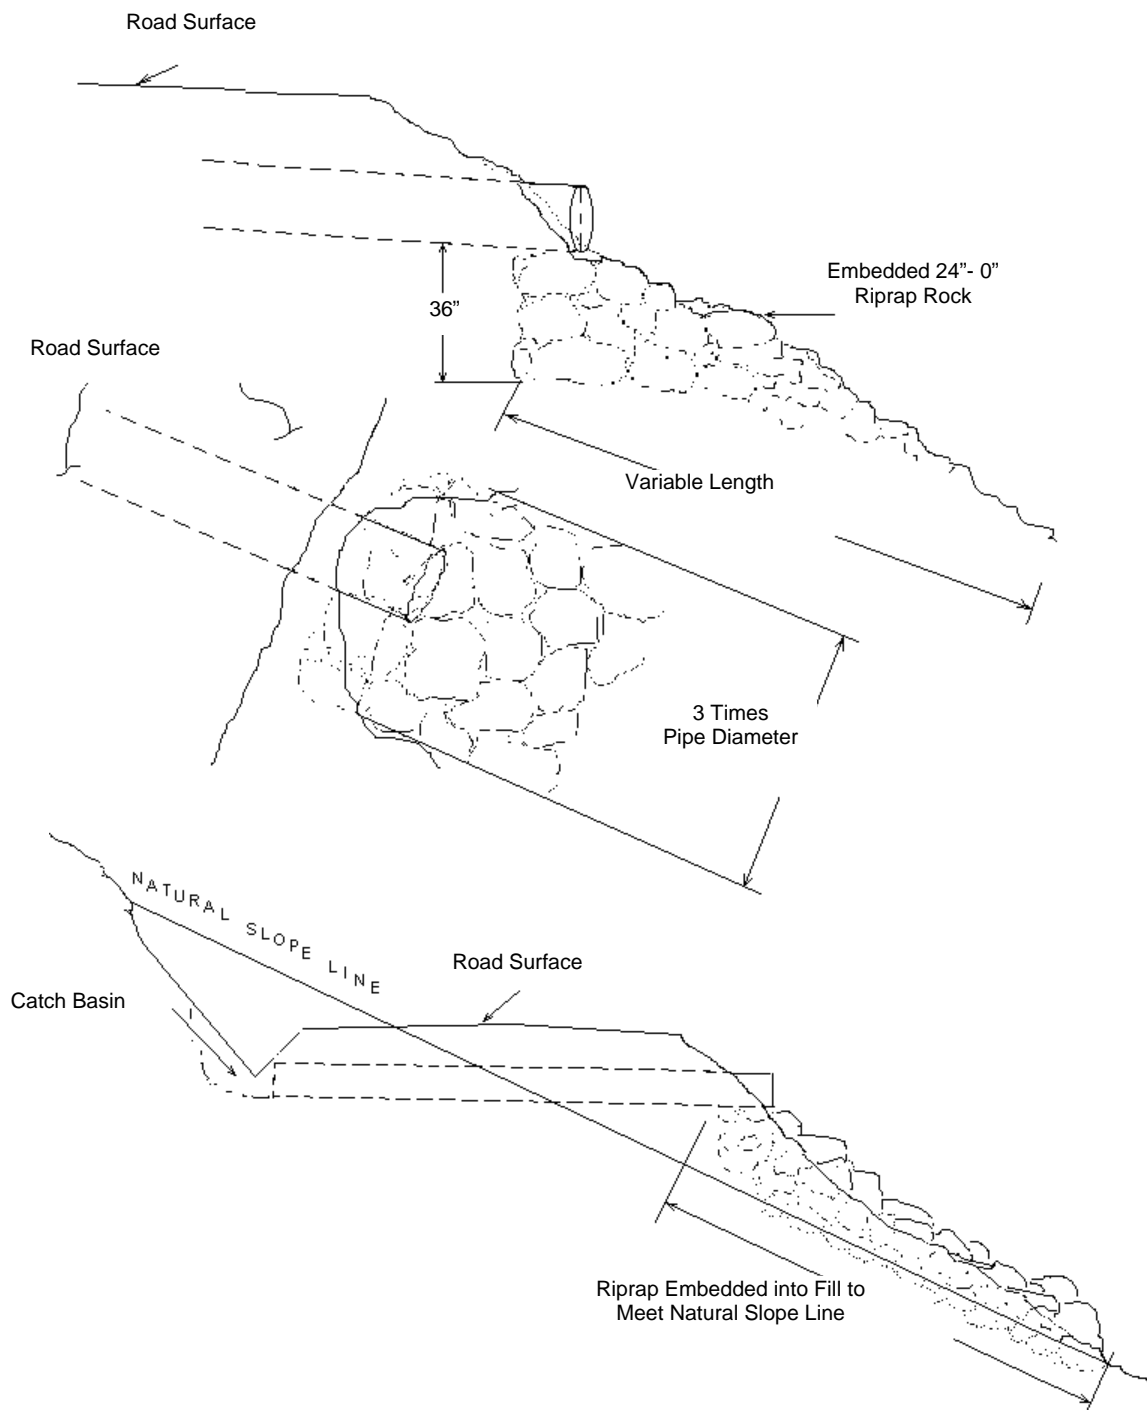 Road Surface
Embedded 24”- 0”
Riprap Rock
36”
Road Surface
Variable Length
3 Times
Pipe Diameter
NATURAL SLOPE LINE
Road Surface
Catch Basin
Riprap Embedded into Fill to
Meet Natural Slope Line